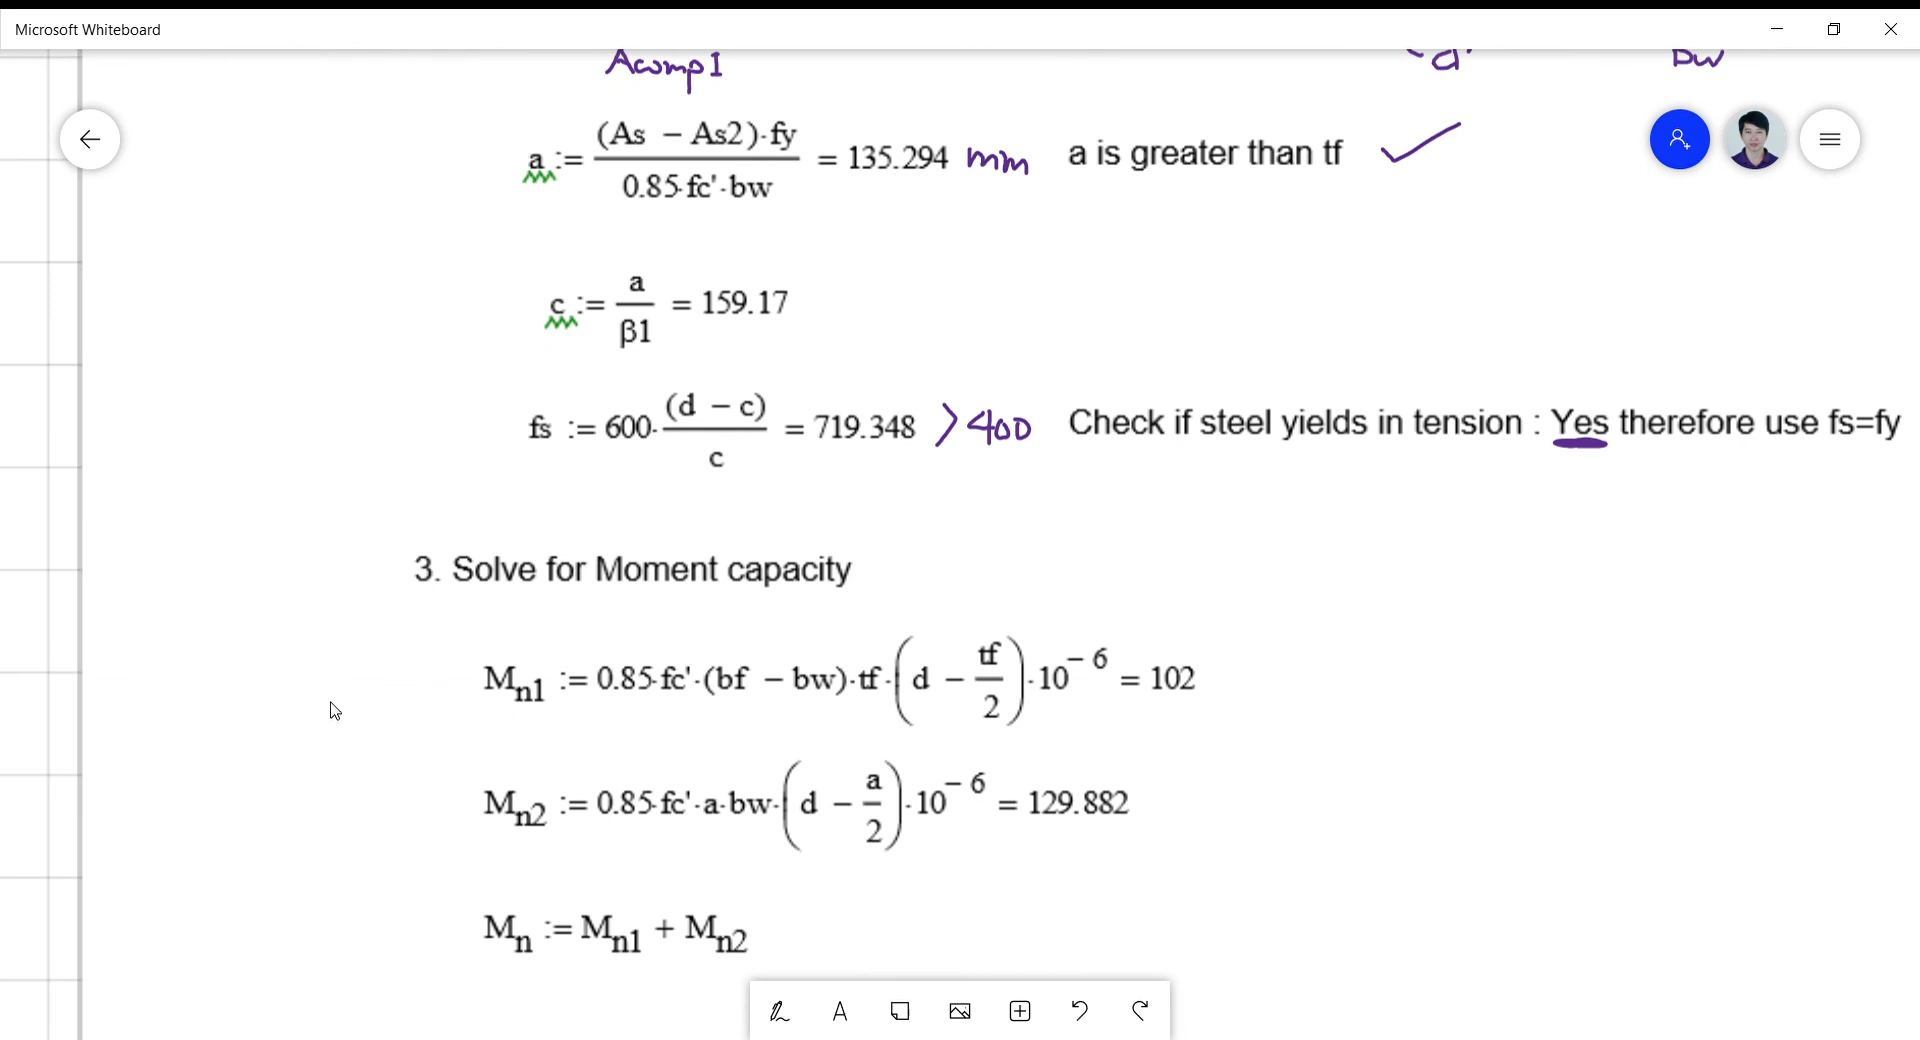 Microsoft Whiteboard
Acomp1
d'
bw
a := (As − As2)·fy / 0.85·fc'·bw = 135.294 mm a is greater than tf ✓
c := a / β1 = 159.17
fs := 600·(d − c) / c = 719.348 > 400 Check if steel yields in tension : Yes therefore use fs=fy
3. Solve for Moment capacity
Mn1 := 0.85·fc'·(bf − bw)·tf·(d − tf/2)·10^−6 = 102
Mn2 := 0.85·fc'·a·bw·(d − a/2)·10^−6 = 129.882
Mn := Mn1 + Mn2